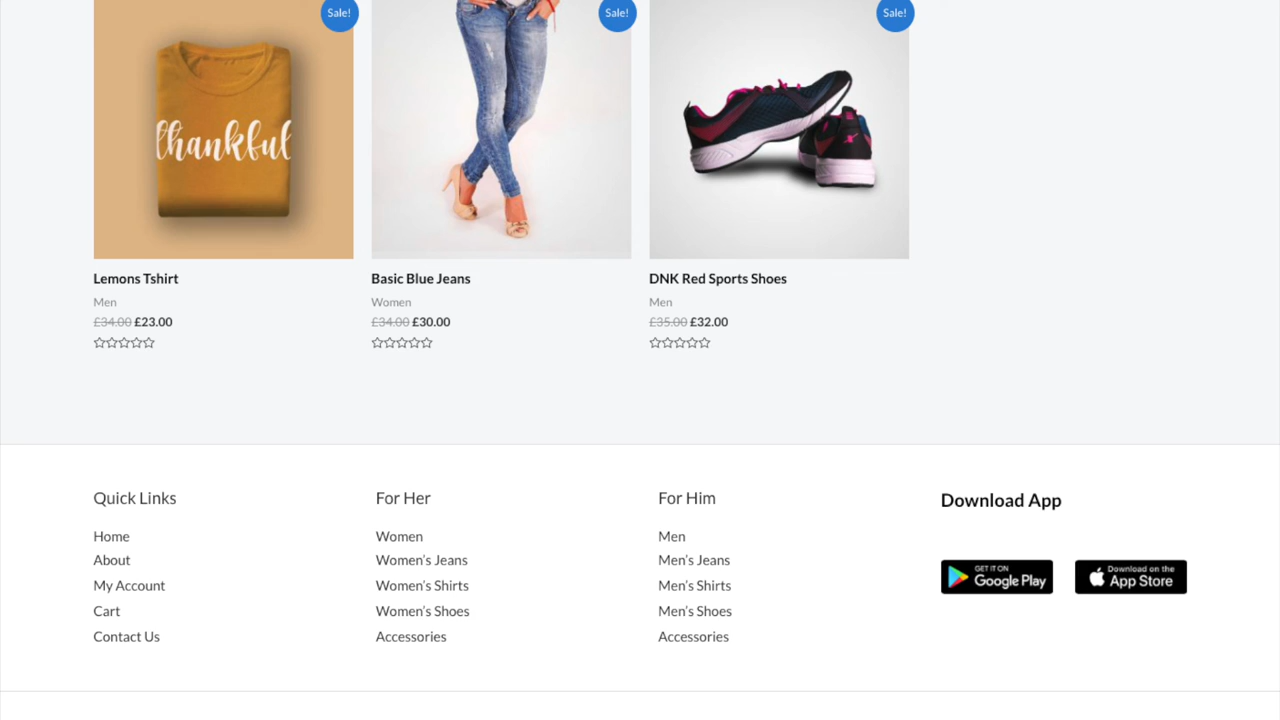 Sale!
Sale!
Sale!
thankful
Lemons Tshirt
Men
£34.00 £23.00
Basic Blue Jeans
Women
£34.00 £30.00
DNK Red Sports Shoes
Men
£35.00 £32.00
Quick Links
Home
About
My Account
Cart
Contact Us
For Her
Women
Women’s Jeans
Women’s Shirts
Women’s Shoes
Accessories
For Him
Men
Men’s Jeans
Men’s Shirts
Men’s Shoes
Accessories
Download App
GET IT ON
Google Play
Download on the
App Store